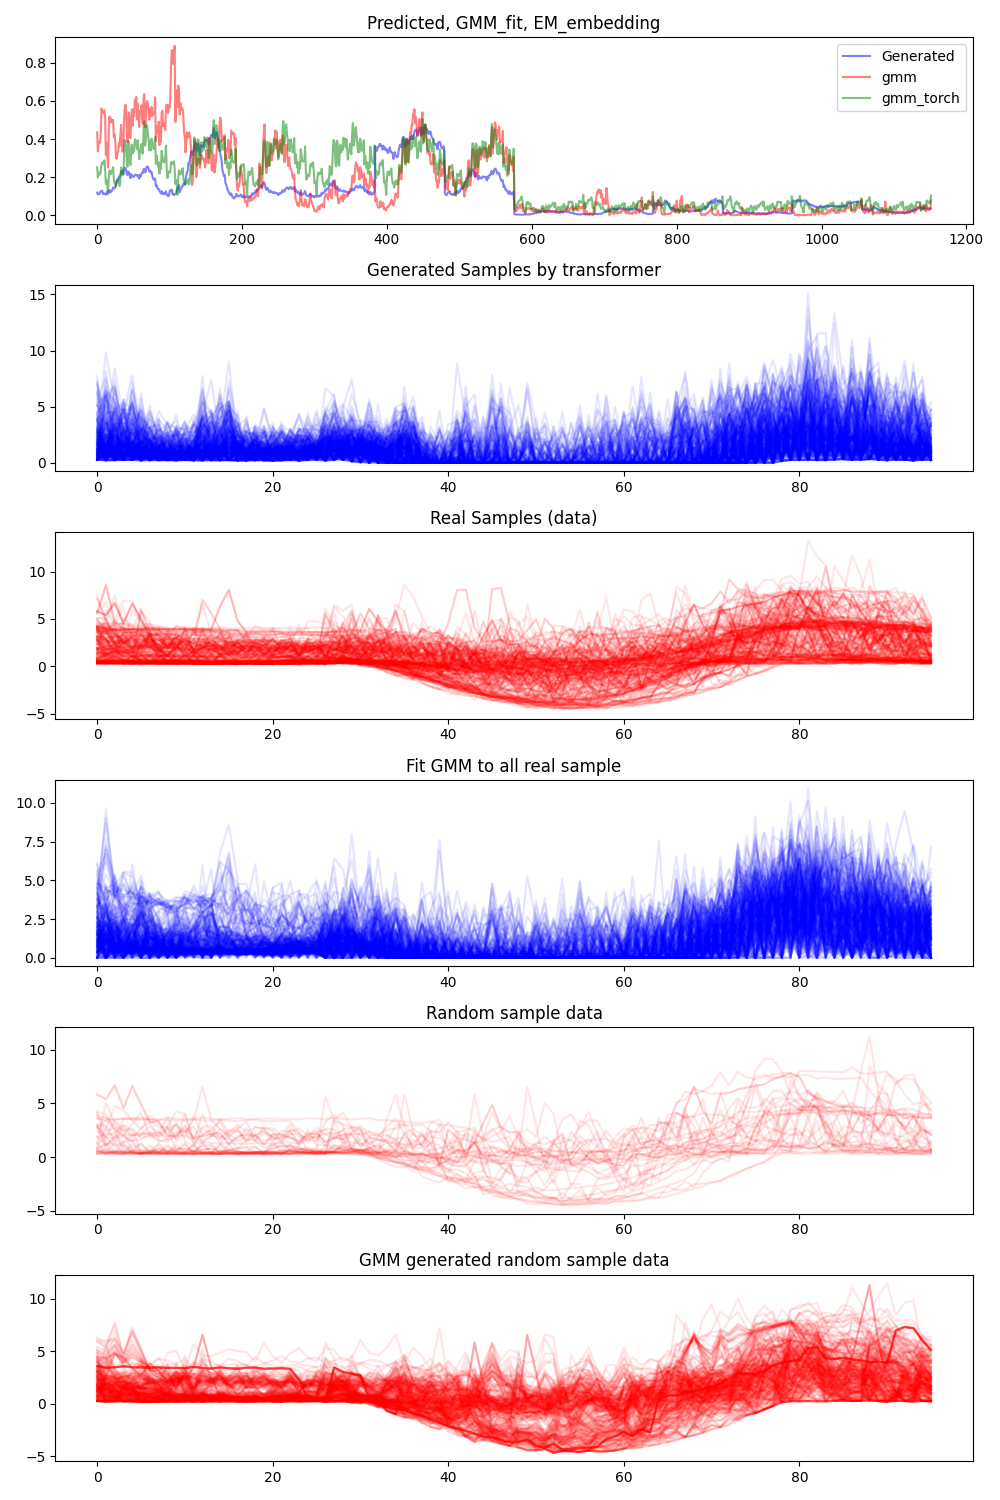 Predicted, GMM_fit, EM_embedding
0.8
0.6
0.4
0.2
0.0
Generated
gmm
gmm_torch
0 200 400 600 800 1000 1200
Generated Samples by transformer
15
10
5
0
0 20 40 60 80
Real Samples (data)
10
5
0
−5
0 20 40 60 80
Fit GMM to all real sample
10.0
7.5
5.0
2.5
0.0
0 20 40 60 80
Random sample data
10
5
0
−5
0 20 40 60 80
GMM generated random sample data
10
5
0
−5
0 20 40 60 80